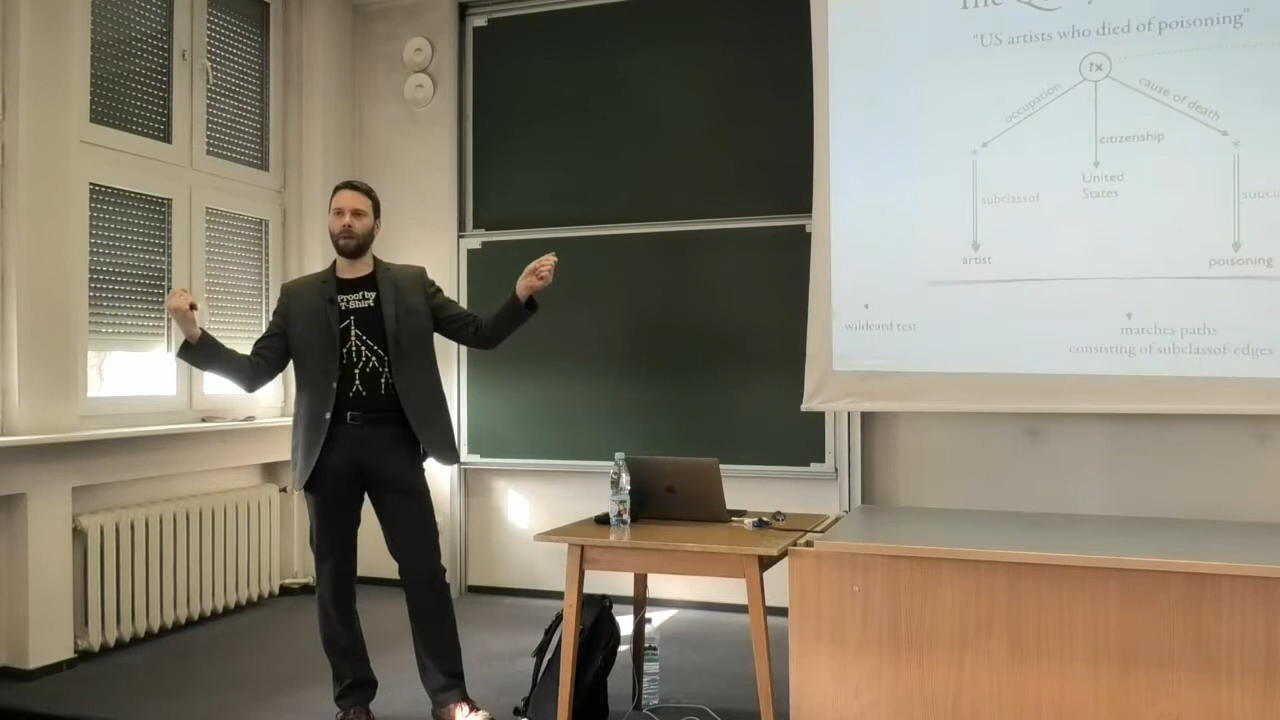 Proof by
T-Shirt
The
"US artists who died of poisoning"
?x
occupation
cause of death
citizenship
*
*
United
States
subclassof
artist
poisoning
wildcard test
matches paths
consisting of subclassof-edges